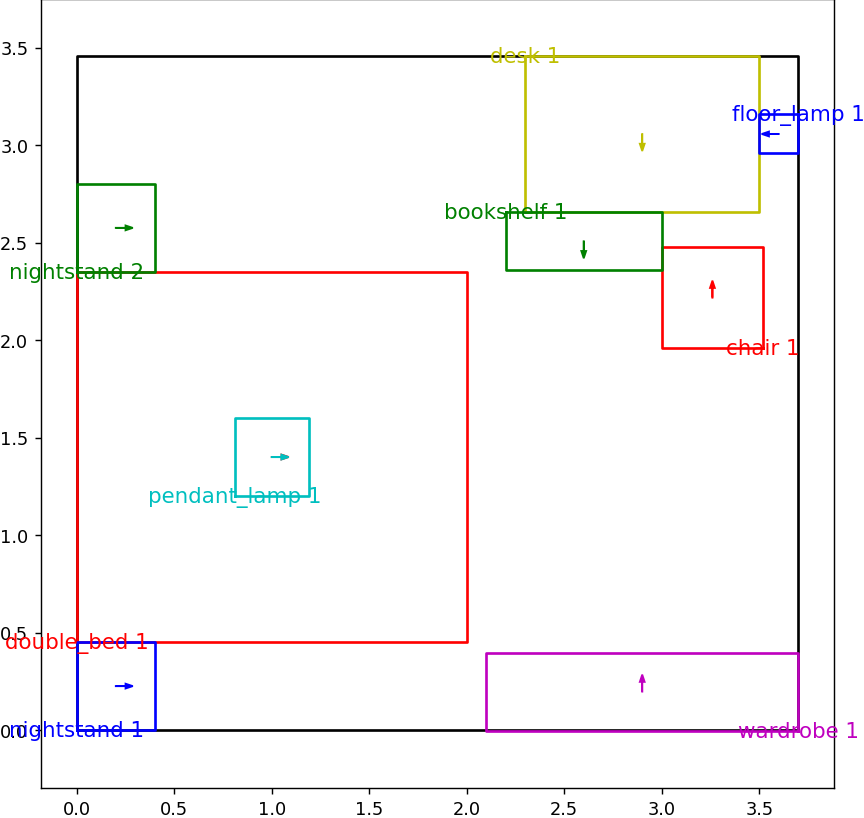 3.5
desk 1
floor_lamp 1
3.0
bookshelf 1
2.5
nightstand 2
2.0
chair 1
1.5
pendant_lamp 1
1.0
0.5
double_bed 1
0.0
nightstand 1
wardrobe 1
0.0 0.5 1.0 1.5 2.0 2.5 3.0 3.5